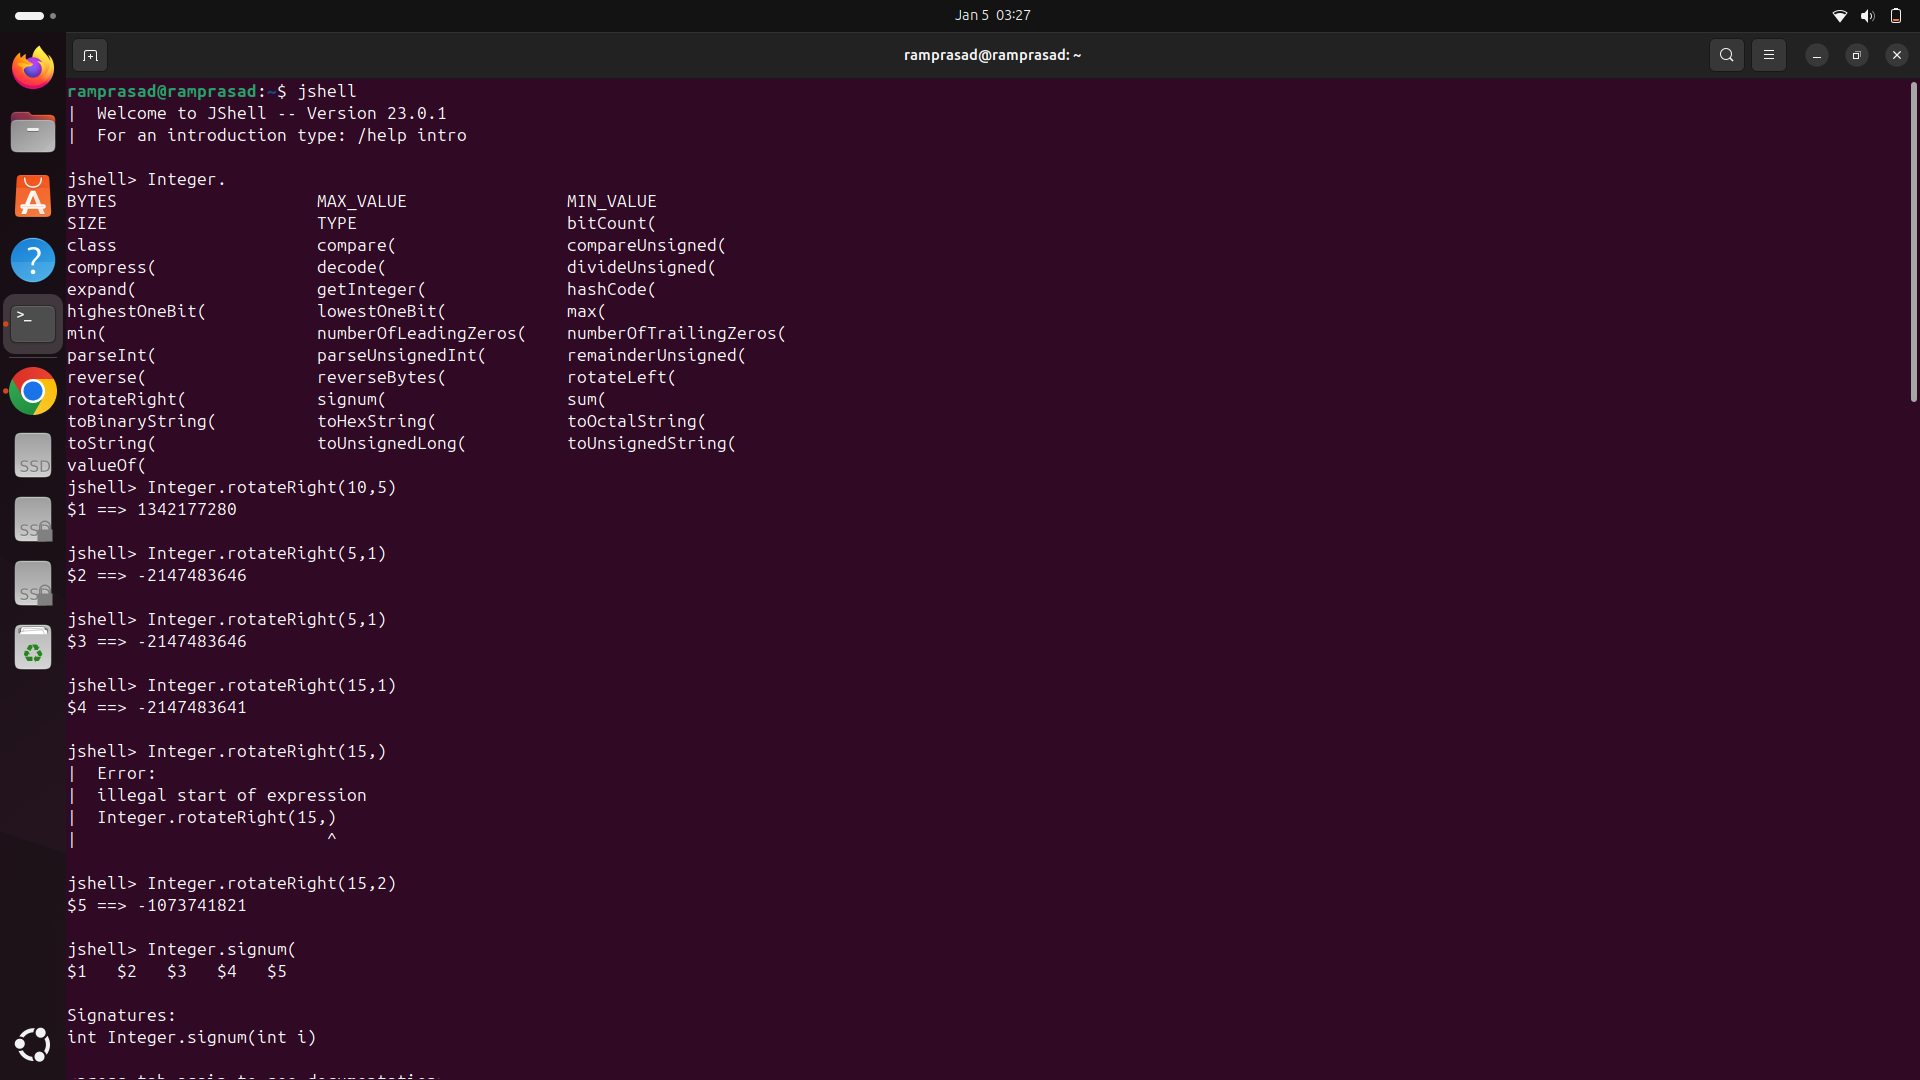 Jan 5 03:27
ramprasad@ramprasad: ~
ramprasad@ramprasad:~$ jshell
|  Welcome to JShell -- Version 23.0.1
|  For an introduction type: /help intro
jshell> Integer.
BYTES                    MAX_VALUE                MIN_VALUE
SIZE                     TYPE                     bitCount(
class                    compare(                 compareUnsigned(
compress(                decode(                  divideUnsigned(
expand(                  getInteger(              hashCode(
highestOneBit(           lowestOneBit(            max(
min(                     numberOfLeadingZeros(    numberOfTrailingZeros(
parseInt(                parseUnsignedInt(        remainderUnsigned(
reverse(                 reverseBytes(            rotateLeft(
rotateRight(             signum(                  sum(
toBinaryString(          toHexString(             toOctalString(
toString(                toUnsignedLong(          toUnsignedString(
valueOf(
jshell> Integer.rotateRight(10,5)
$1 ==> 1342177280
jshell> Integer.rotateRight(5,1)
$2 ==> -2147483646
jshell> Integer.rotateRight(5,1)
$3 ==> -2147483646
jshell> Integer.rotateRight(15,1)
$4 ==> -2147483641
jshell> Integer.rotateRight(15,)
|  Error:
|  illegal start of expression
|  Integer.rotateRight(15,)
|                         ^
jshell> Integer.rotateRight(15,2)
$5 ==> -1073741821
jshell> Integer.signum(
$1   $2   $3   $4   $5
Signatures:
int Integer.signum(int i)
SSD